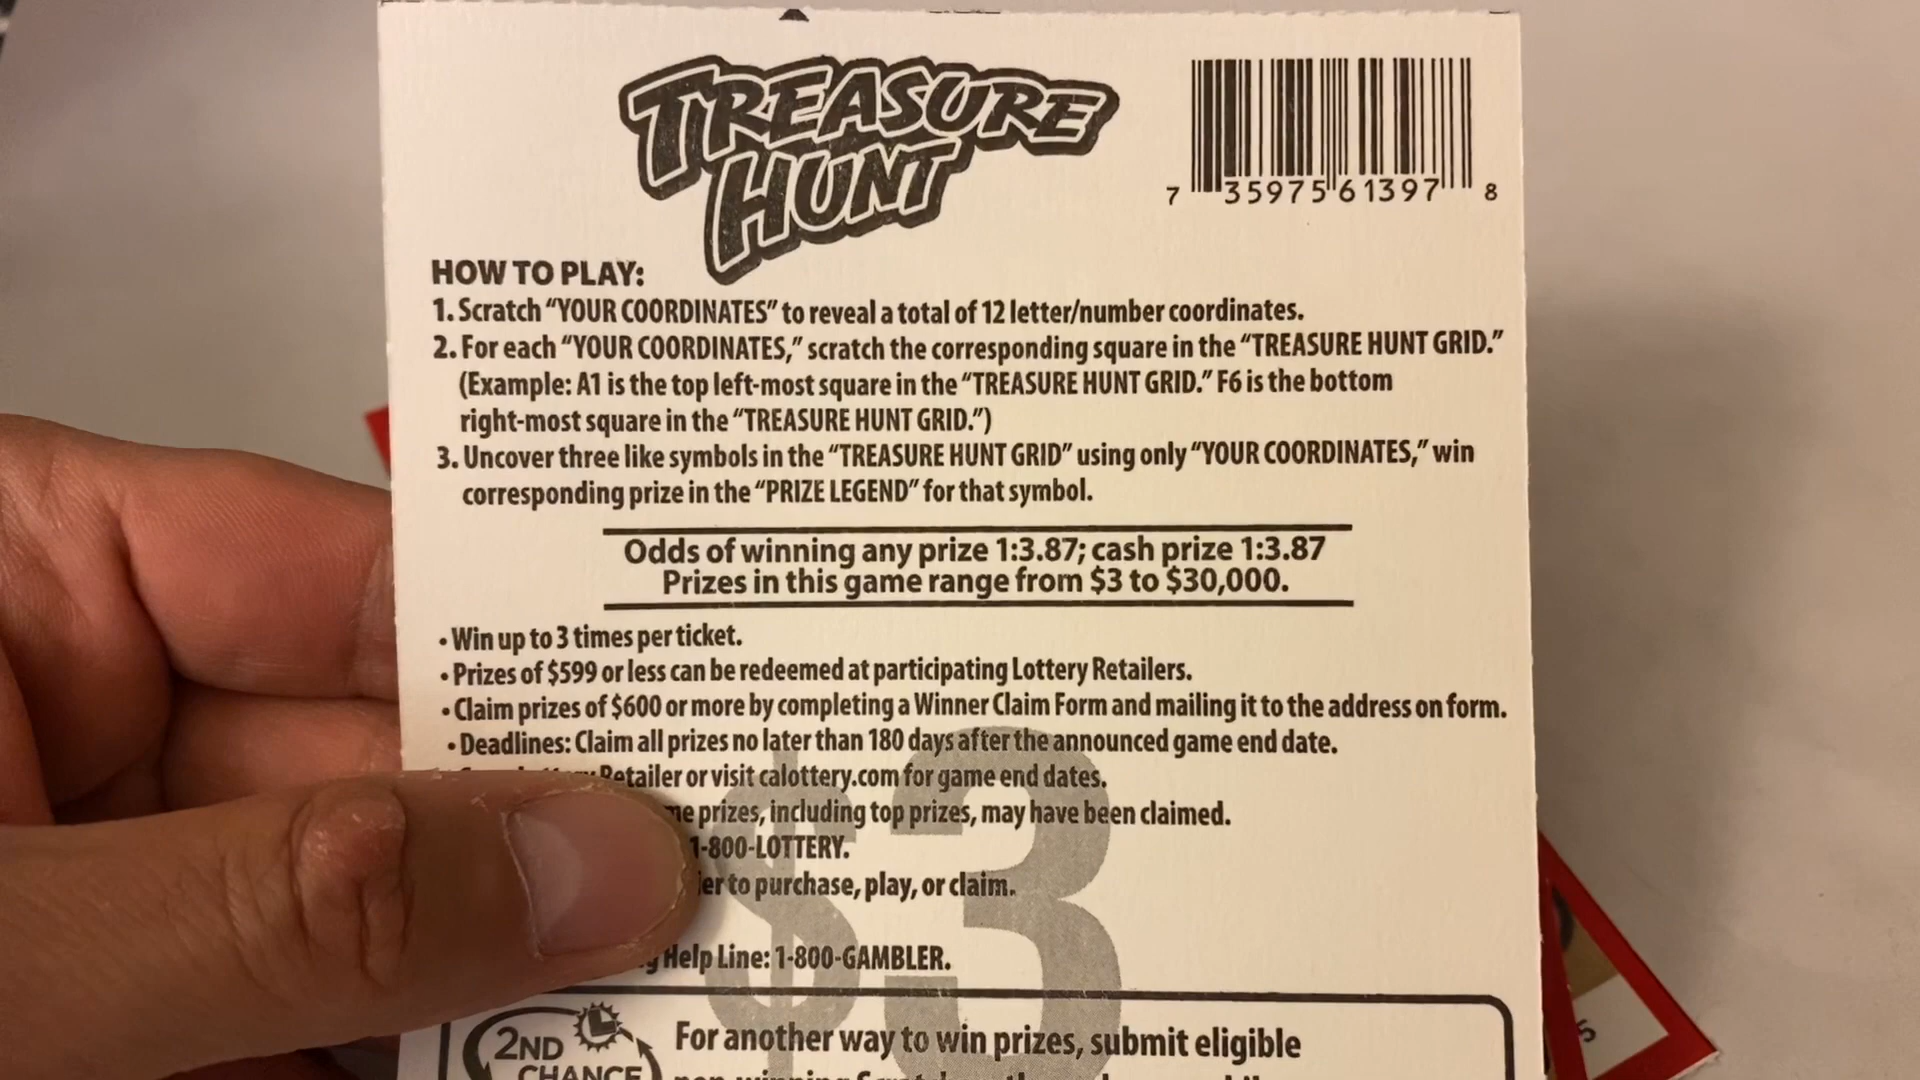 TREASURE
HUNT
7 35975 61397 8
HOW TO PLAY:
1. Scratch “YOUR COORDINATES” to reveal a total of 12 letter/number coordinates.
2. For each “YOUR COORDINATES,” scratch the corresponding square in the “TREASURE HUNT GRID.”
(Example: A1 is the top left-most square in the “TREASURE HUNT GRID.” F6 is the bottom
right-most square in the “TREASURE HUNT GRID.”)
3. Uncover three like symbols in the “TREASURE HUNT GRID” using only “YOUR COORDINATES,” win
corresponding prize in the “PRIZE LEGEND” for that symbol.
Odds of winning any prize 1:3.87; cash prize 1:3.87
Prizes in this game range from $3 to $30,000.
• Win up to 3 times per ticket.
• Prizes of $599 or less can be redeemed at participating Lottery Retailers.
• Claim prizes of $600 or more by completing a Winner Claim Form and mailing it to the address on form.
• Deadlines: Claim all prizes no later than 180 days after the announced game end date.
Retailer or visit calottery.com for game end dates.
prizes, including top prizes, may have been claimed.
1-800-LOTTERY.
to purchase, play, or claim.
Help Line: 1-800-GAMBLER.
$3
2ND
CHANCE
For another way to win prizes, submit eligible
5